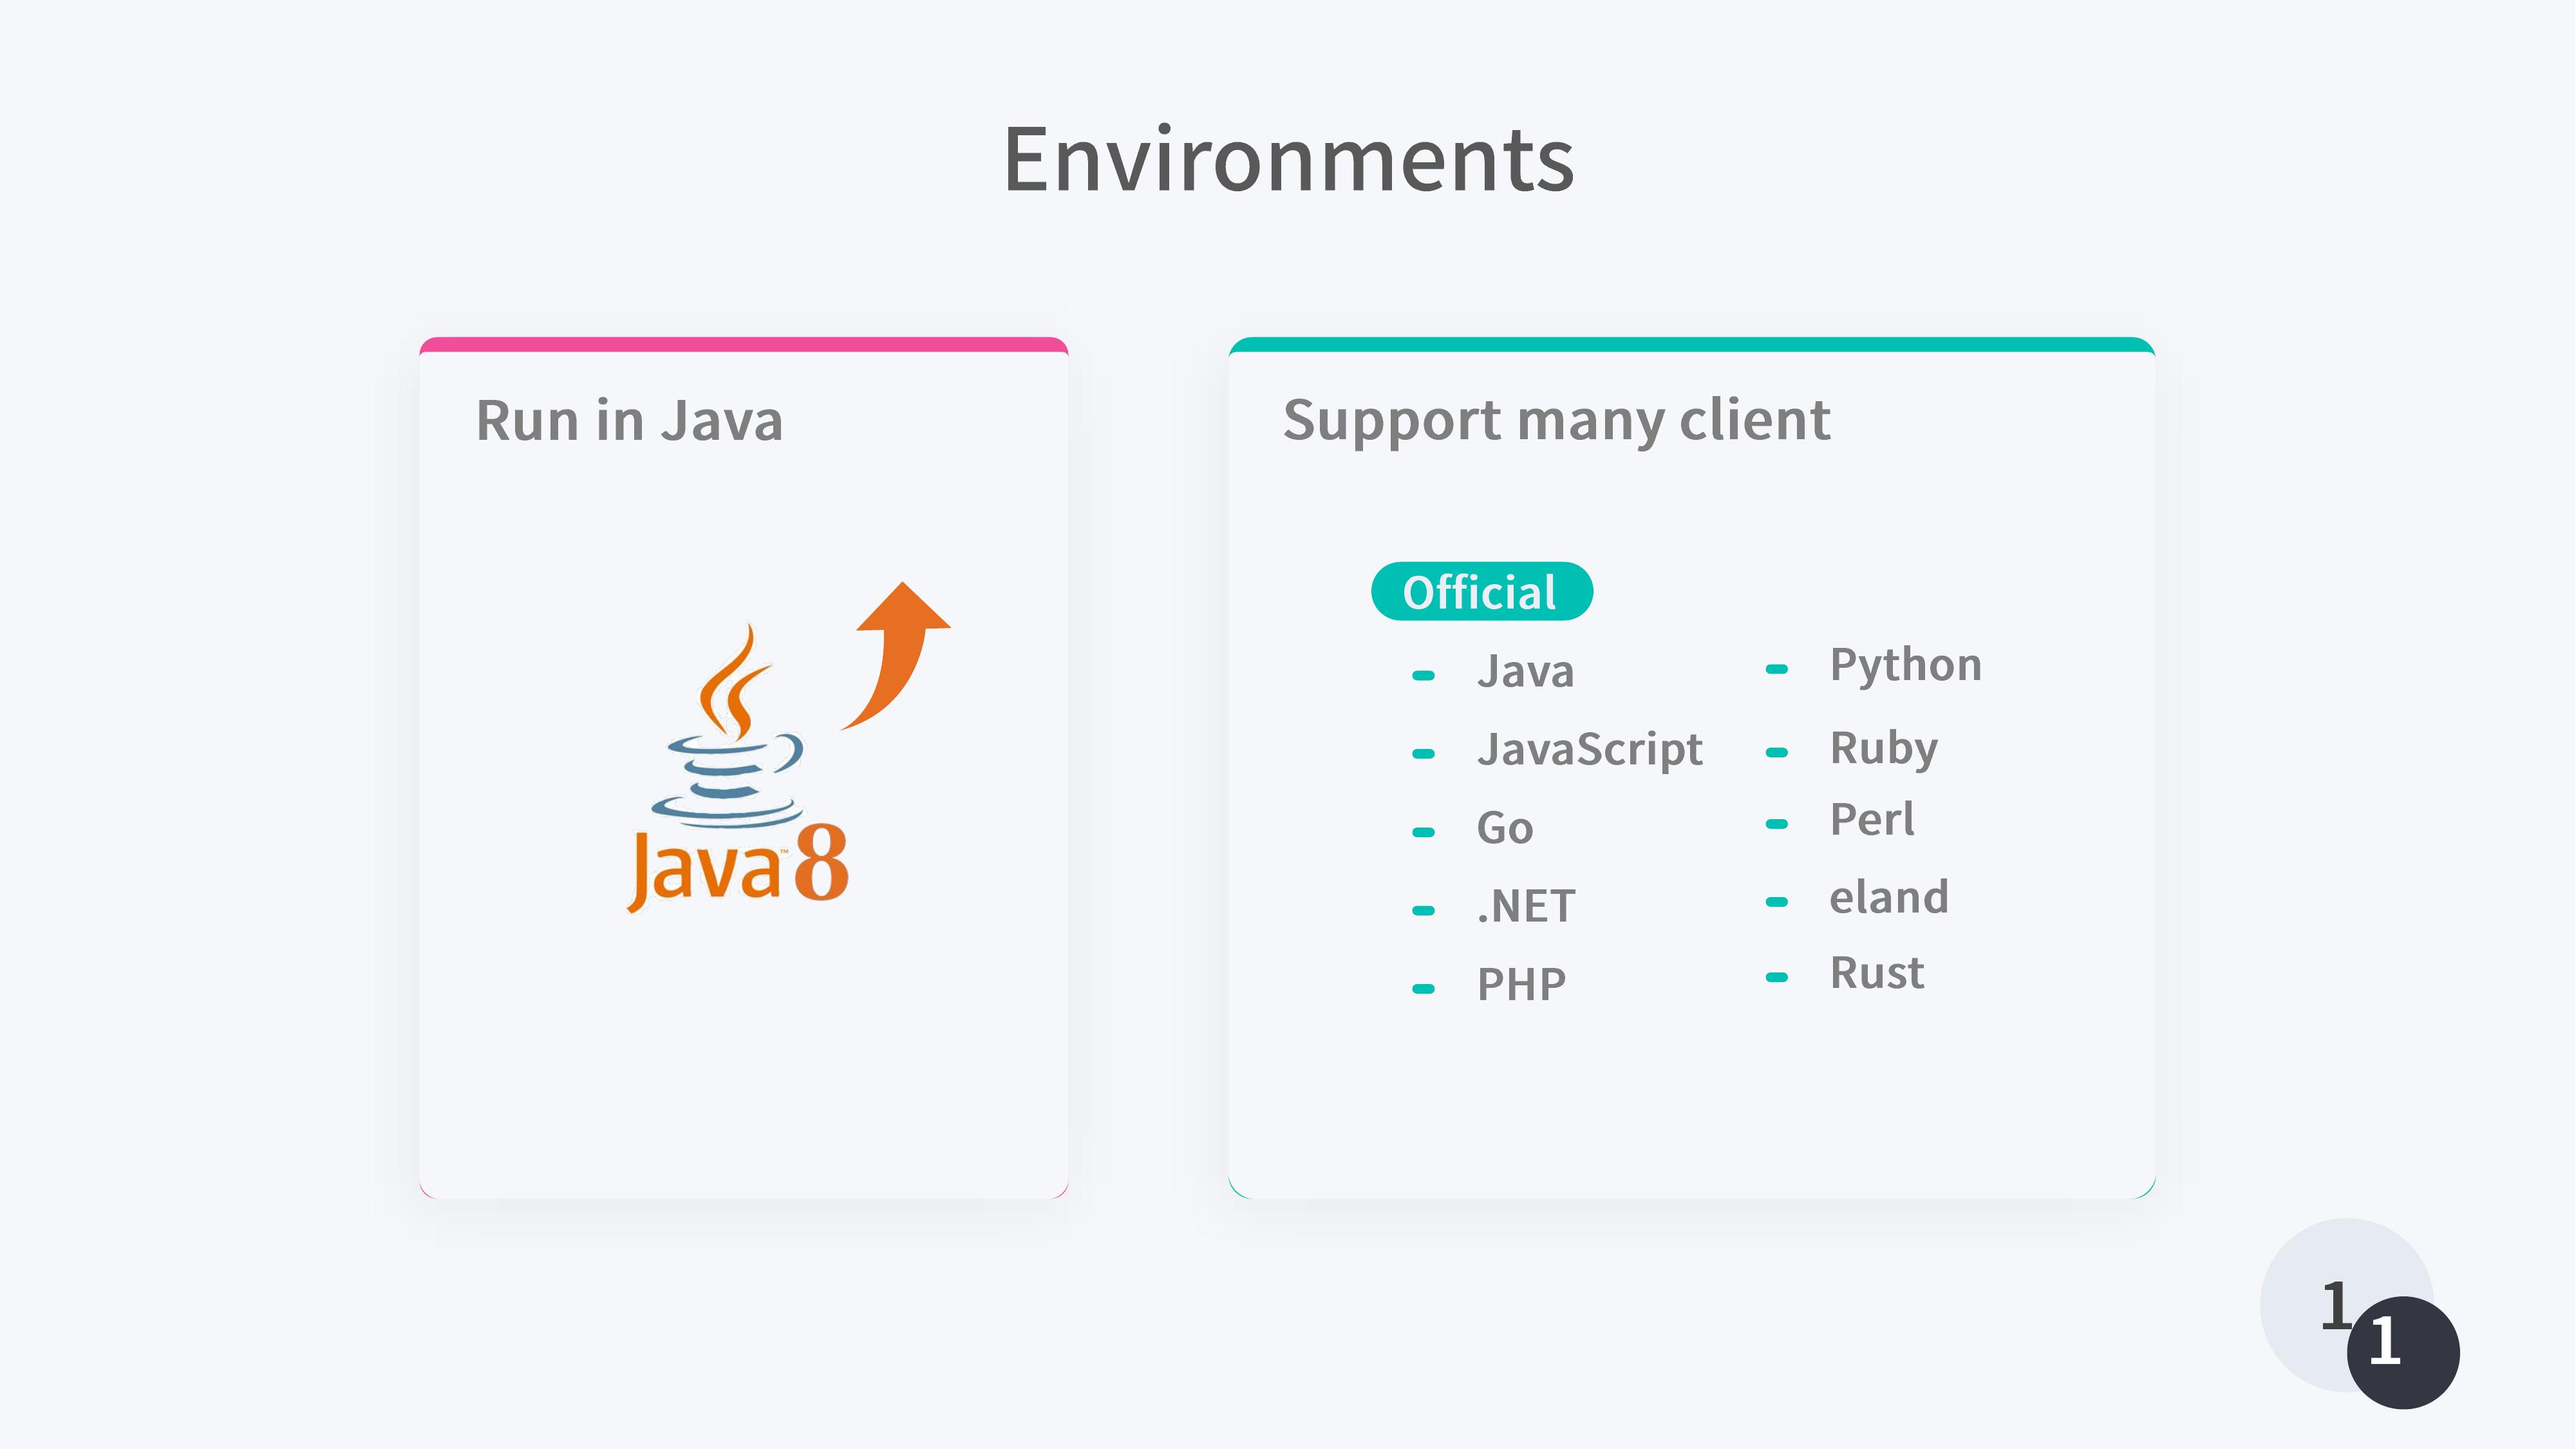 Environments
Run in Java
Java™ 8
Support many client
Official
- Java
- JavaScript
- Go
- .NET
- PHP
- Python
- Ruby
- Perl
- eland
- Rust
1
1